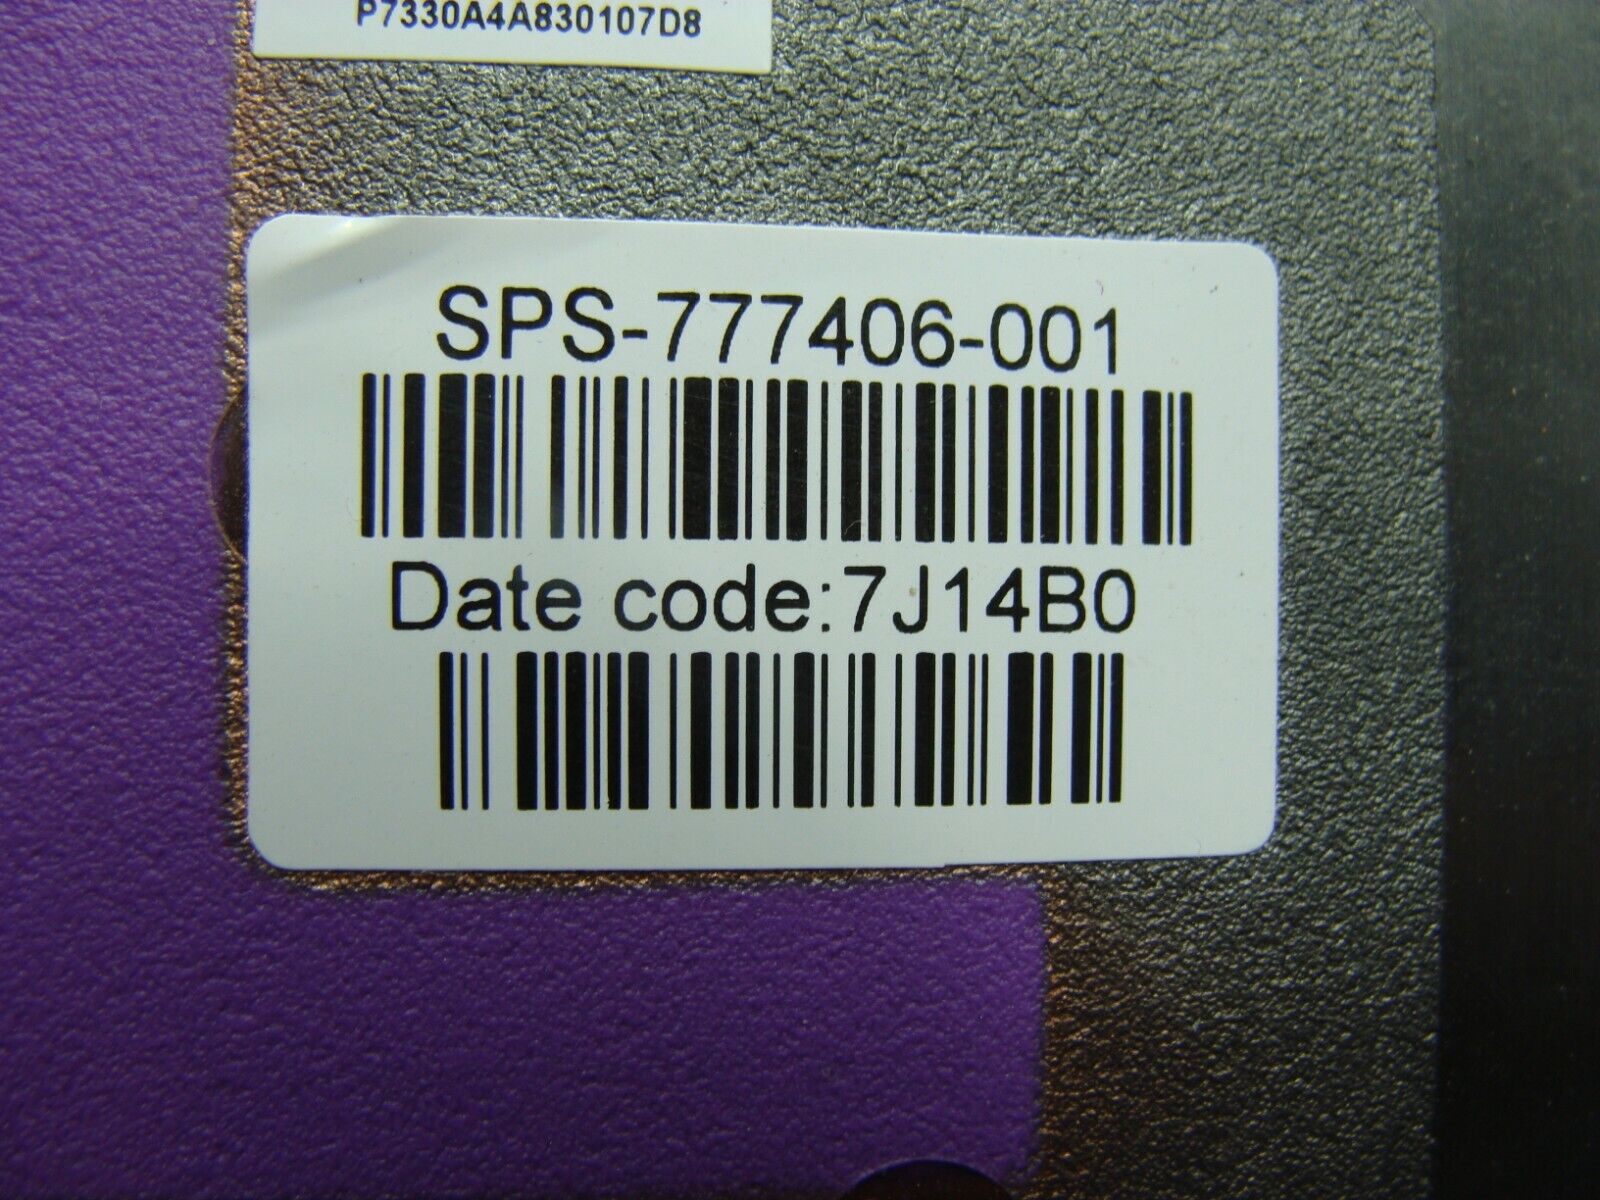 P7330A4A830107D8
SPS-777406-001
Date code:7J14B0